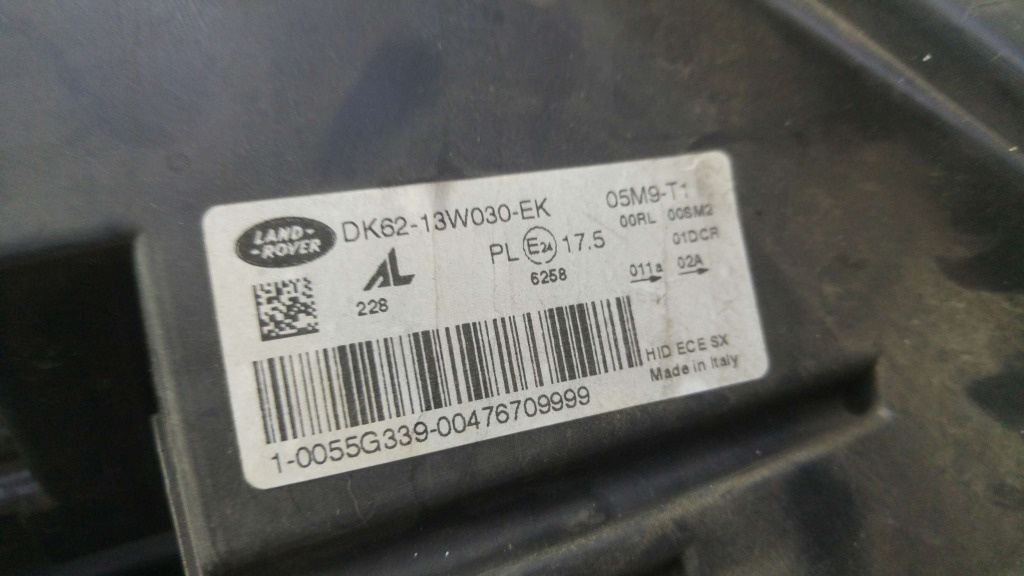 LAND-
-ROVER
DK62-13W030-EK
05M9-T1
00RL 00SM2
01DCR
AL
228
PL E24 17.5
6258
011a 02A
HID ECE SX
Made in Italy
1-0055G339-00476709999